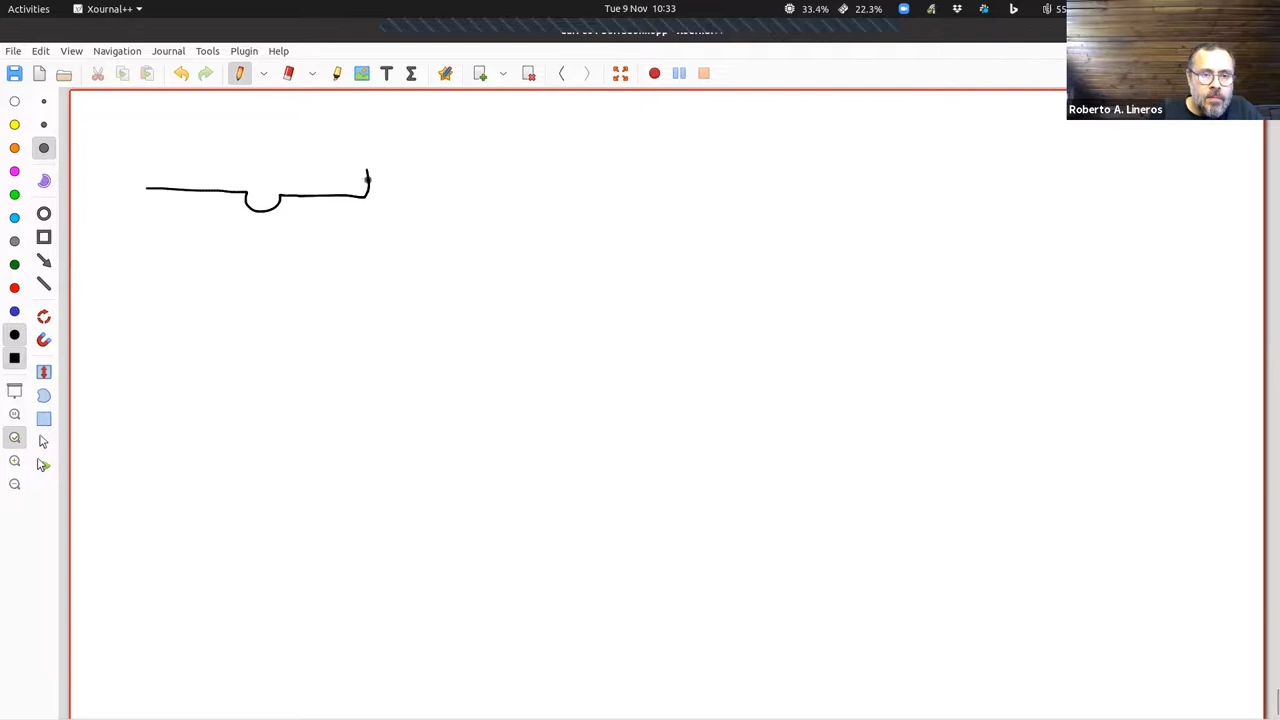 Activities
Xournal++
Tue 9 Nov 10:33
33.4%
22.3%
File Edit View Navigation Journal Tools Plugin Help
Roberto A. Lineros